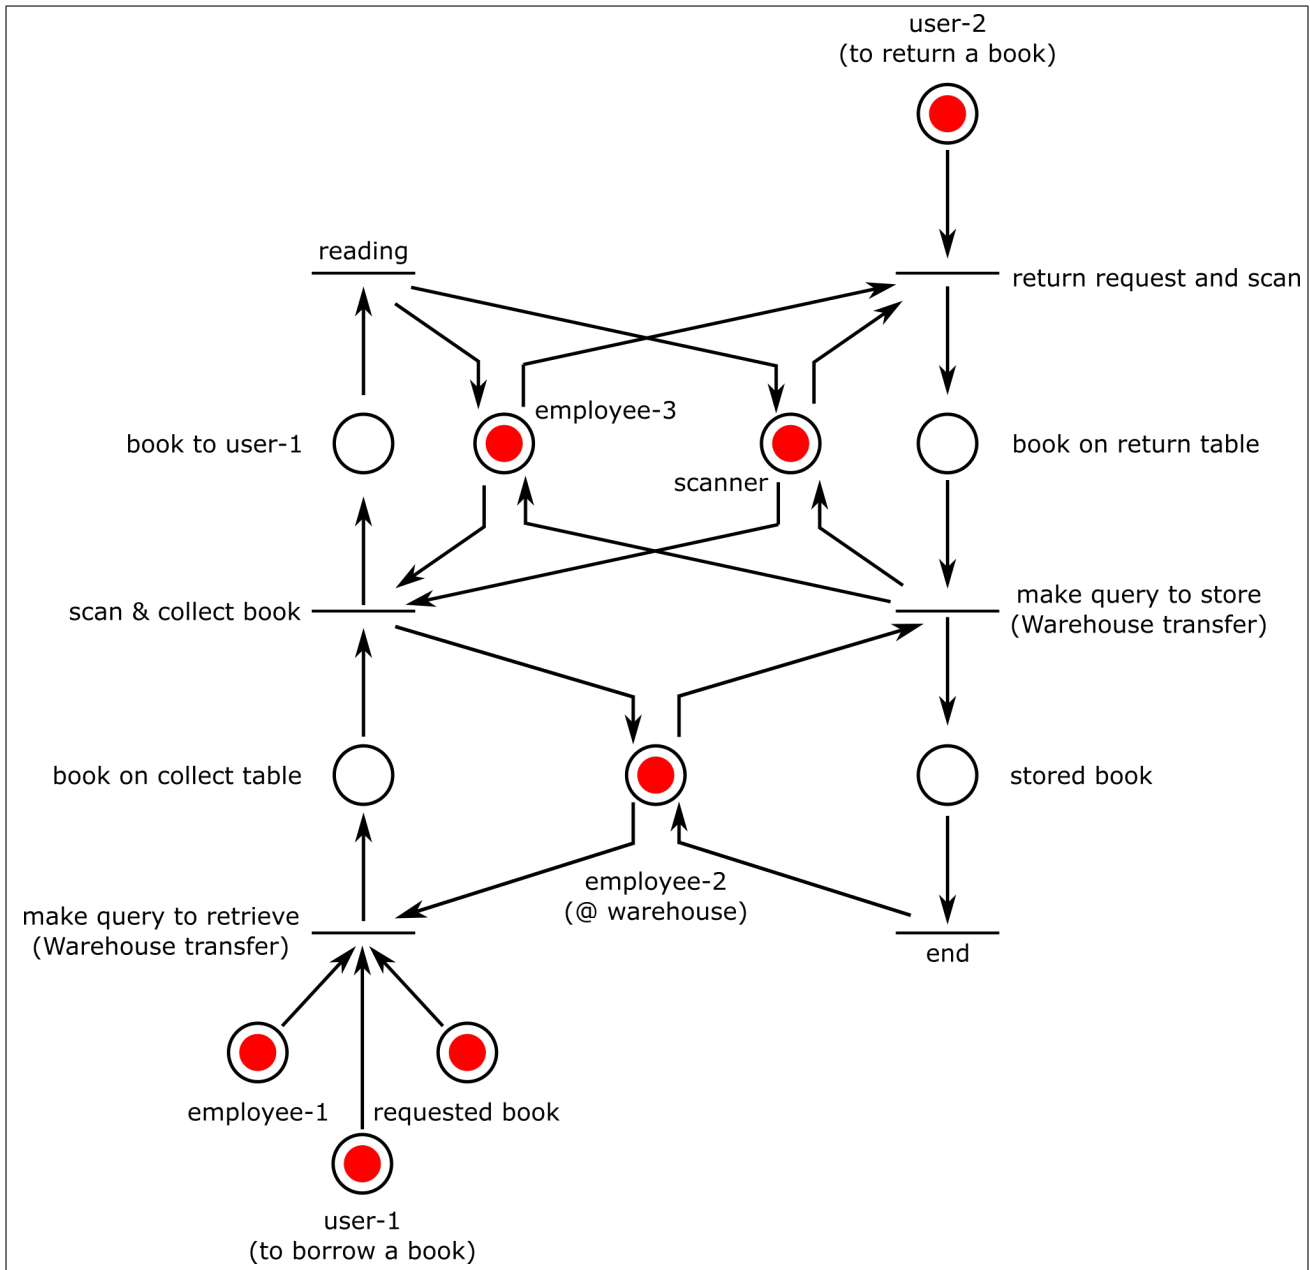 user-2
(to return a book)
reading
return request and scan
employee-3
book to user-1
book on return table
scanner
make query to store
(Warehouse transfer)
scan & collect book
book on collect table
stored book
employee-2
(@ warehouse)
make query to retrieve
(Warehouse transfer)
end
employee-1
requested book
user-1
(to borrow a book)